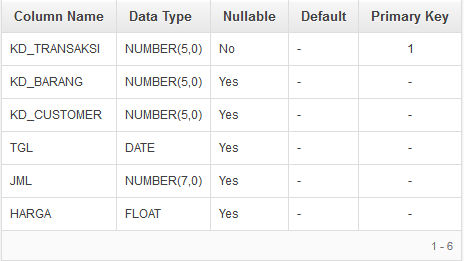 Column Name Data Type Nullable Default Primary Key
KD_TRANSAKSI NUMBER(5,0) No - 1
KD_BARANG NUMBER(5,0) Yes - -
KD_CUSTOMER NUMBER(5,0) Yes - -
TGL DATE Yes - -
JML NUMBER(7,0) Yes - -
HARGA FLOAT Yes - -
1 - 6